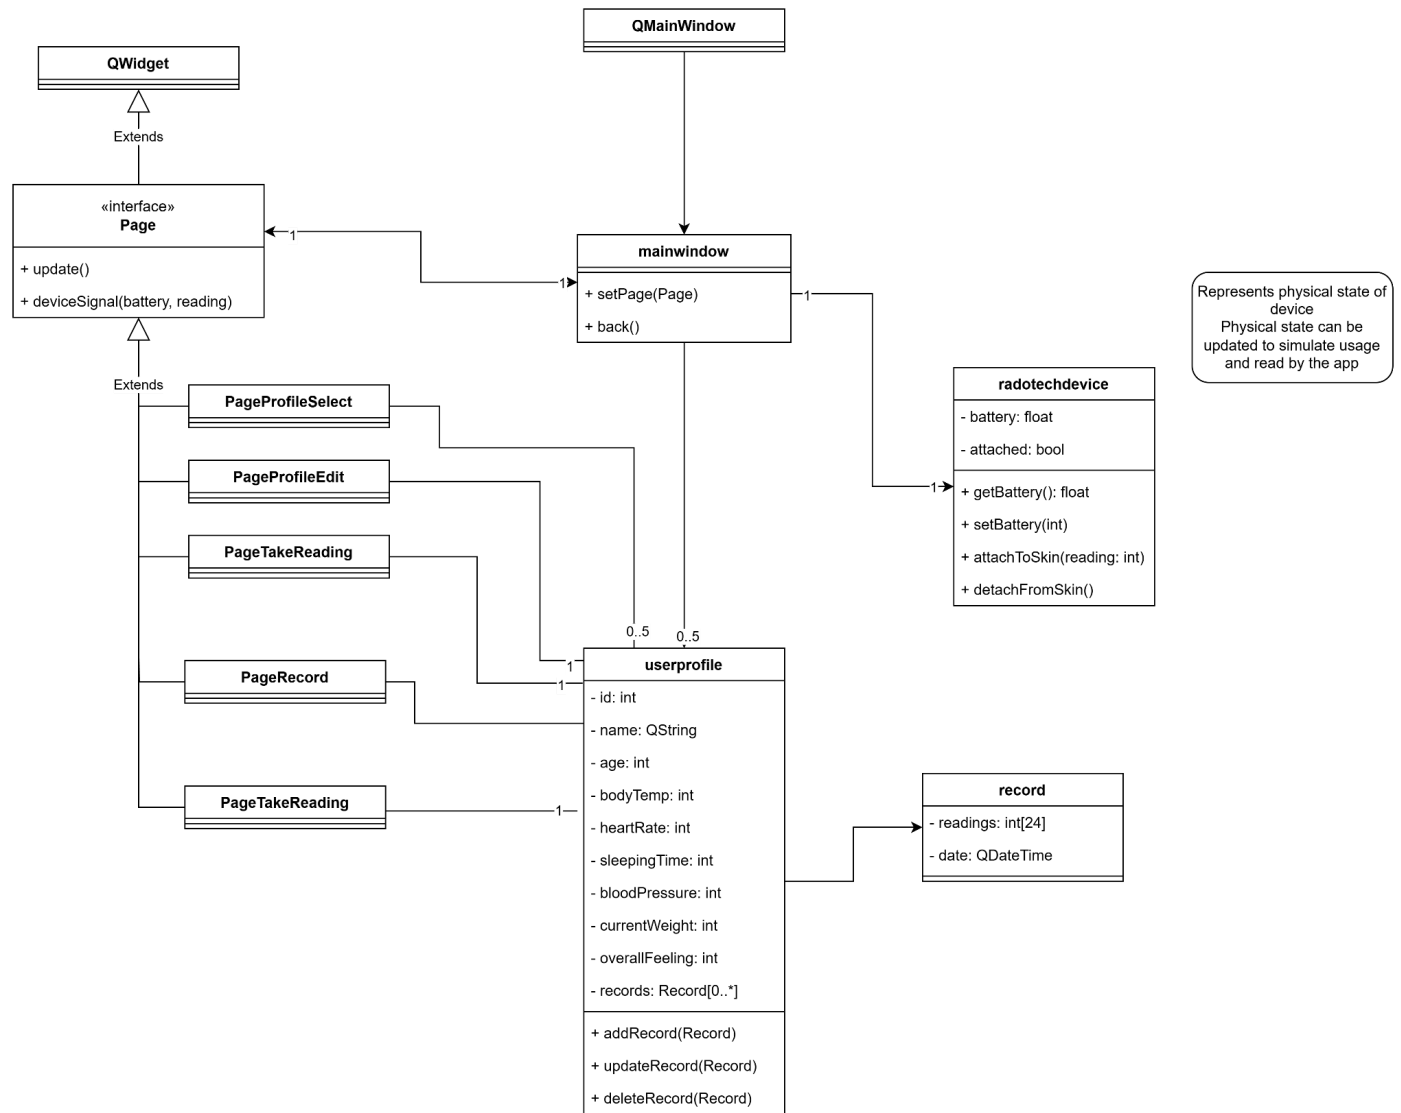 QMainWindow
QWidget
Extends
«interface»
Page
+ update()
+ deviceSignal(battery, reading)
1
1
mainwindow
+ setPage(Page)
+ back()
1
Represents physical state of
device
Physical state can be
updated to simulate usage
and read by the app
radotechdevice
- battery: float
- attached: bool
+ getBattery(): float
+ setBattery(int)
+ attachToSkin(reading: int)
+ detachFromSkin()
1
Extends
PageProfileSelect
PageProfileEdit
PageTakeReading
PageRecord
PageTakeReading
0..5
0..5
1
1
1
userprofile
- id: int
- name: QString
- age: int
- bodyTemp: int
- heartRate: int
- sleepingTime: int
- bloodPressure: int
- currentWeight: int
- overallFeeling: int
- records: Record[0..*]
+ addRecord(Record)
+ updateRecord(Record)
+ deleteRecord(Record)
record
- readings: int[24]
- date: QDateTime